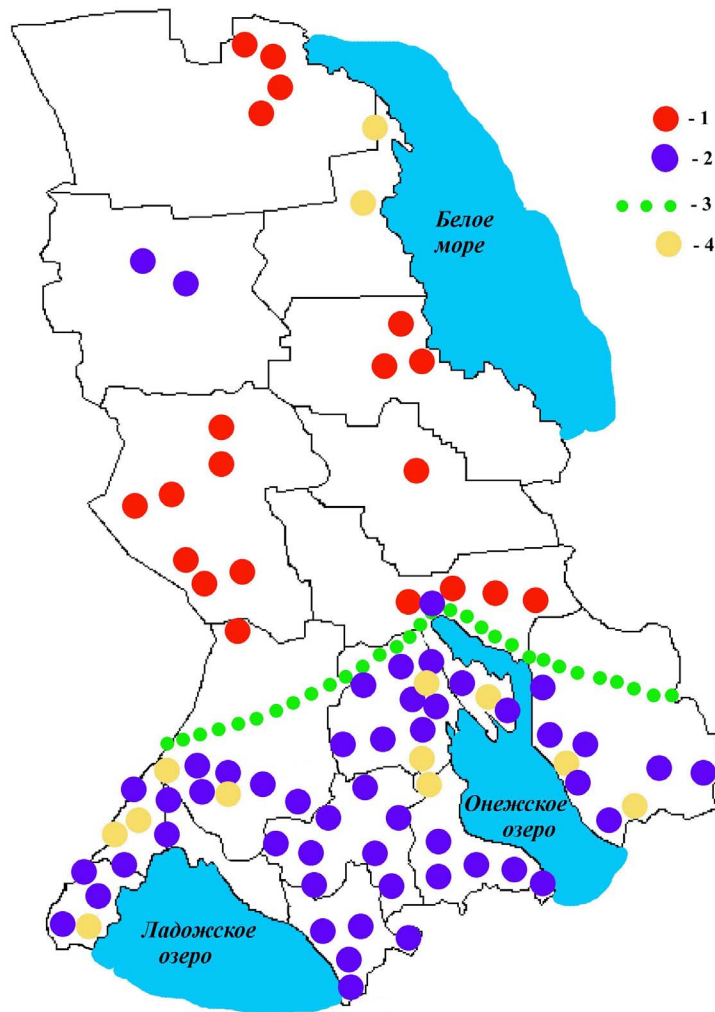 - 1
- 2
- 3
- 4
Белое
море
Онежское
озеро
Ладожское
озеро